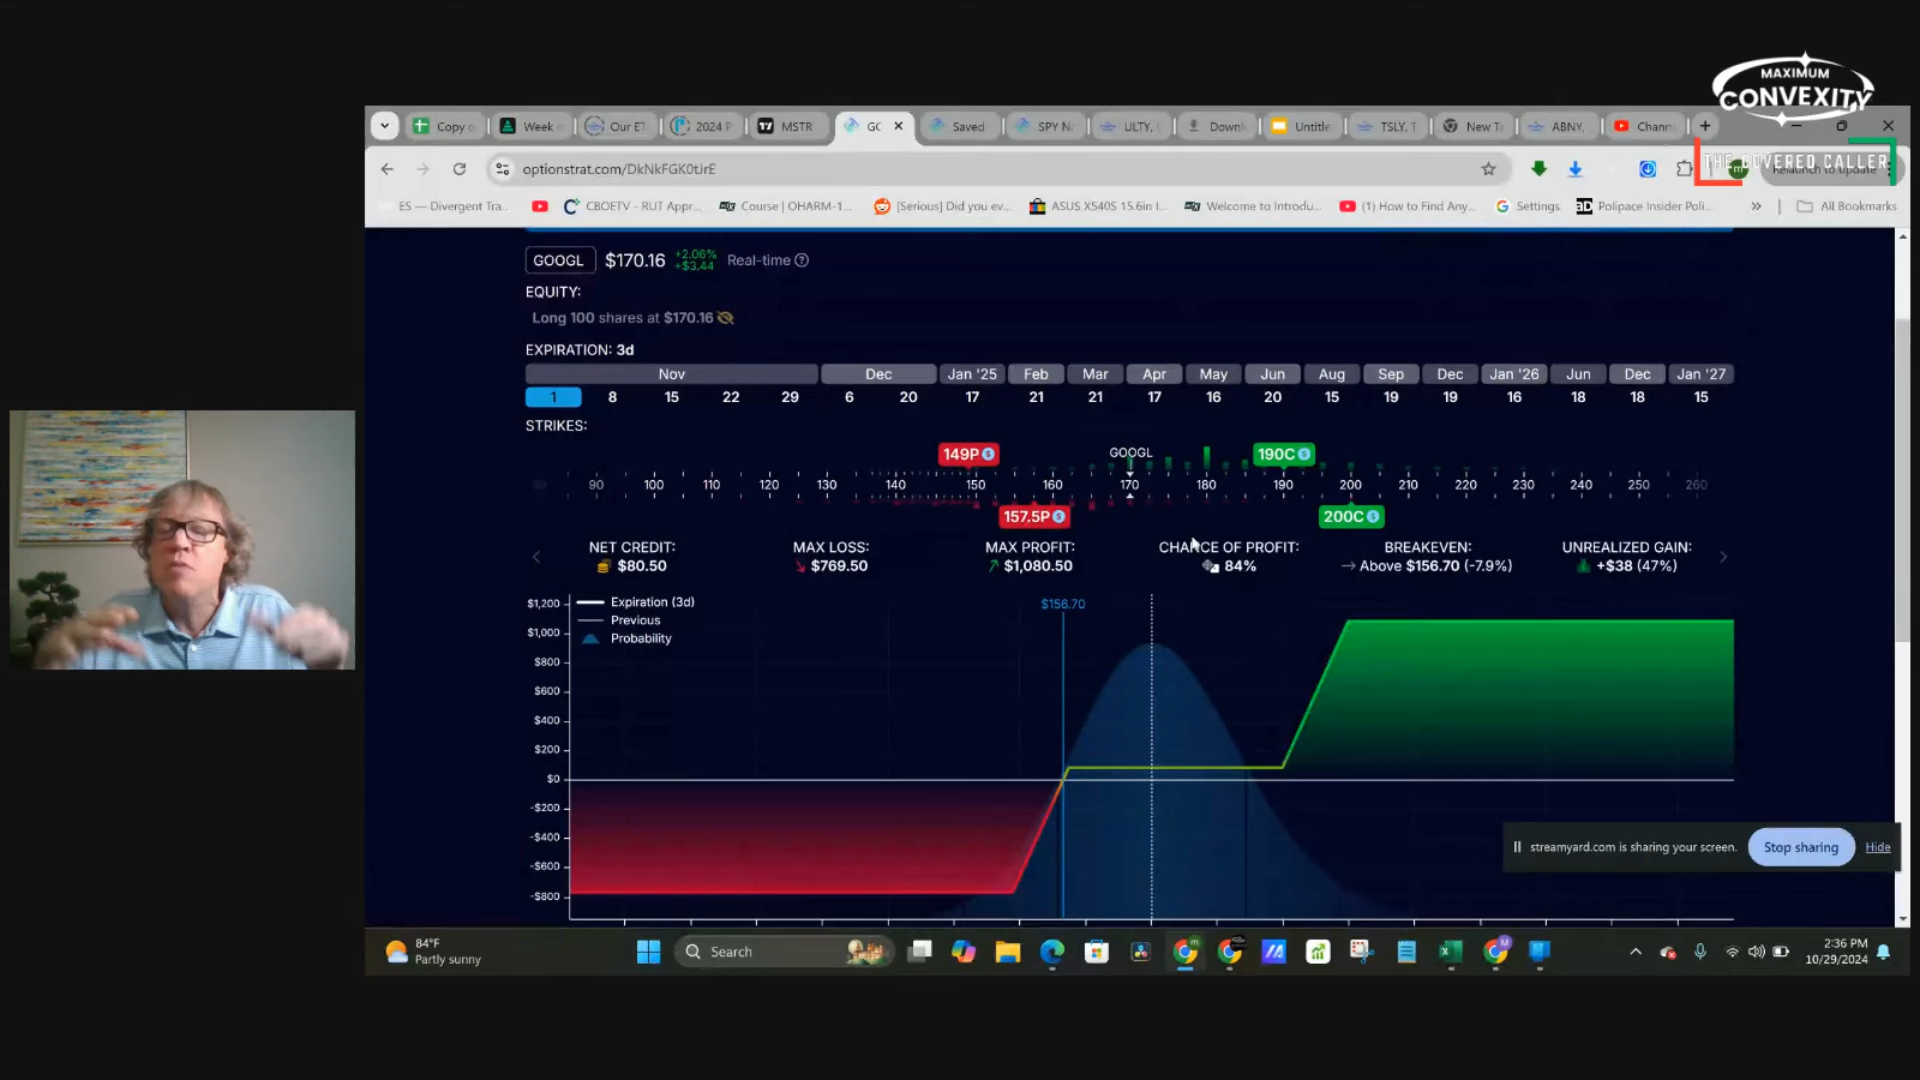 MAXIMUM
CONVEXITY
THE COVERED CALLER
Copy
Week
Our ET
2024 P
MSTR
GC
Saved
SPY N
ULTY,
Downl
Untitle
TSLY, T
New Ta
ABNY,
Chann
optionstrat.com/DkNkFGK0tJrE
Relaunch to update
ES — Divergent Tra...
CBOETV - RUT Appr...
Course | OHARM-1...
[Serious] Did you ev...
ASUS X540S 15.6in l...
Welcome to Introdu...
(1) How to Find Any...
Settings
Polipace Insider Poli...
»
All Bookmarks
GOOGL $170.16 +2.06% +$3.44 Real-time
EQUITY:
Long 100 shares at $170.16
EXPIRATION: 3d
Nov Dec Jan '25 Feb Mar Apr May Jun Aug Sep Dec Jan '26 Jun Dec Jan '27
1 8 15 22 29 6 20 17 21 21 17 16 20 15 19 19 16 18 18 15
STRIKES:
149P GOOGL 190C
80 90 100 110 120 130 140 150 160 170 180 190 200 210 220 230 240 250 260
157.5P 200C
NET CREDIT: MAX LOSS: MAX PROFIT: CHANCE OF PROFIT: BREAKEVEN: UNREALIZED GAIN:
$80.50 $769.50 $1,080.50 84% Above $156.70 (-7.9%) +$38 (47%)
$1,200
Expiration (3d)
$156.70
Previous
$1,000
Probability
$800
$600
$400
$200
$0
-$200
-$400
-$600
-$800
streamyard.com is sharing your screen.
Stop sharing
Hide
84°F
Partly sunny
Search
2:36 PM
10/29/2024